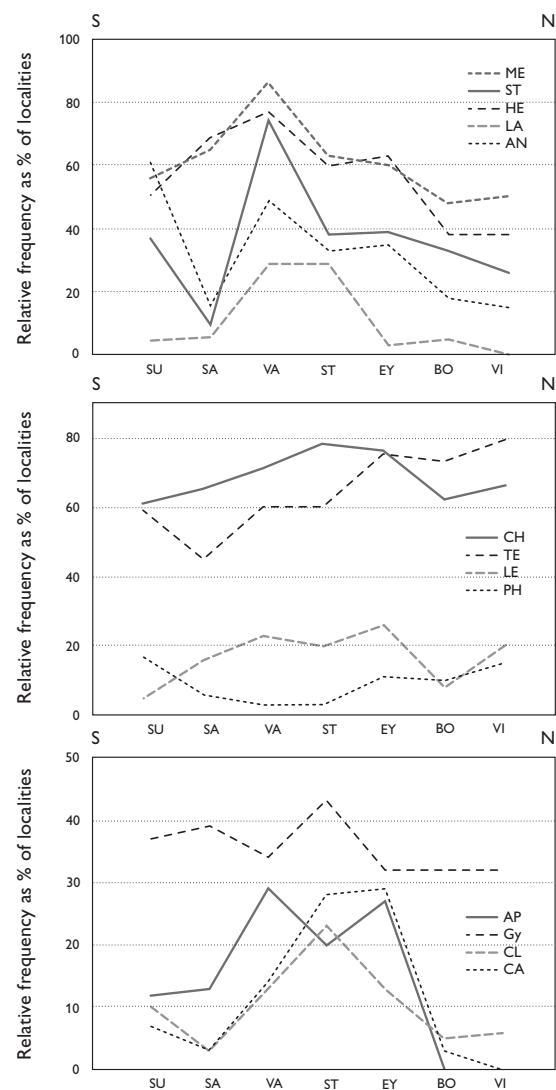 S N
Relative frequency as % of localities
100
80
60
40
20
0
ME
ST
HE
LA
AN
SU SA VA ST EY BO VI
S N
Relative frequency as % of localities
80
60
40
20
0
CH
TE
LE
PH
SU SA VA ST EY BO VI
S N
Relative frequency as % of localities
50
40
30
20
10
0
AP
Gy
CL
CA
SU SA VA ST EY BO VI